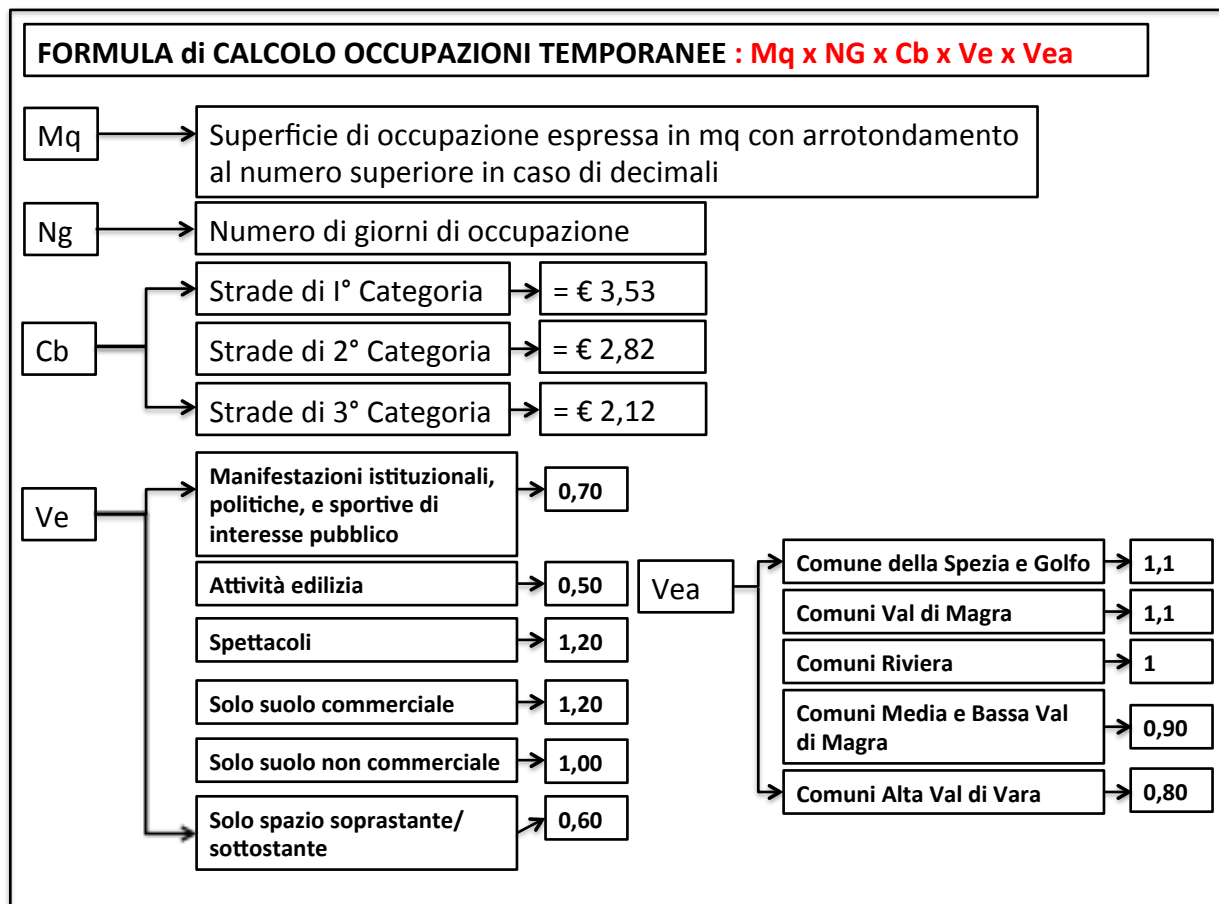 FORMULA di CALCOLO OCCUPAZIONI TEMPORANEE : Mq x NG x Cb x Ve x Vea
Mq
Superficie di occupazione espressa in mq con arrotondamento
al numero superiore in caso di decimali
Ng
Numero di giorni di occupazione
Cb
Strade di I° Categoria
= € 3,53
Strade di 2° Categoria
= € 2,82
Strade di 3° Categoria
= € 2,12
Ve
Manifestazioni istituzionali,
politiche, e sportive di
interesse pubblico
0,70
Attività edilizia
0,50
Spettacoli
1,20
Solo suolo commerciale
1,20
Solo suolo non commerciale
1,00
Solo spazio soprastante/
sottostante
0,60
Vea
Comune della Spezia e Golfo
1,1
Comuni Val di Magra
1,1
Comuni Riviera
1
Comuni Media e Bassa Val
di Magra
0,90
Comuni Alta Val di Vara
0,80